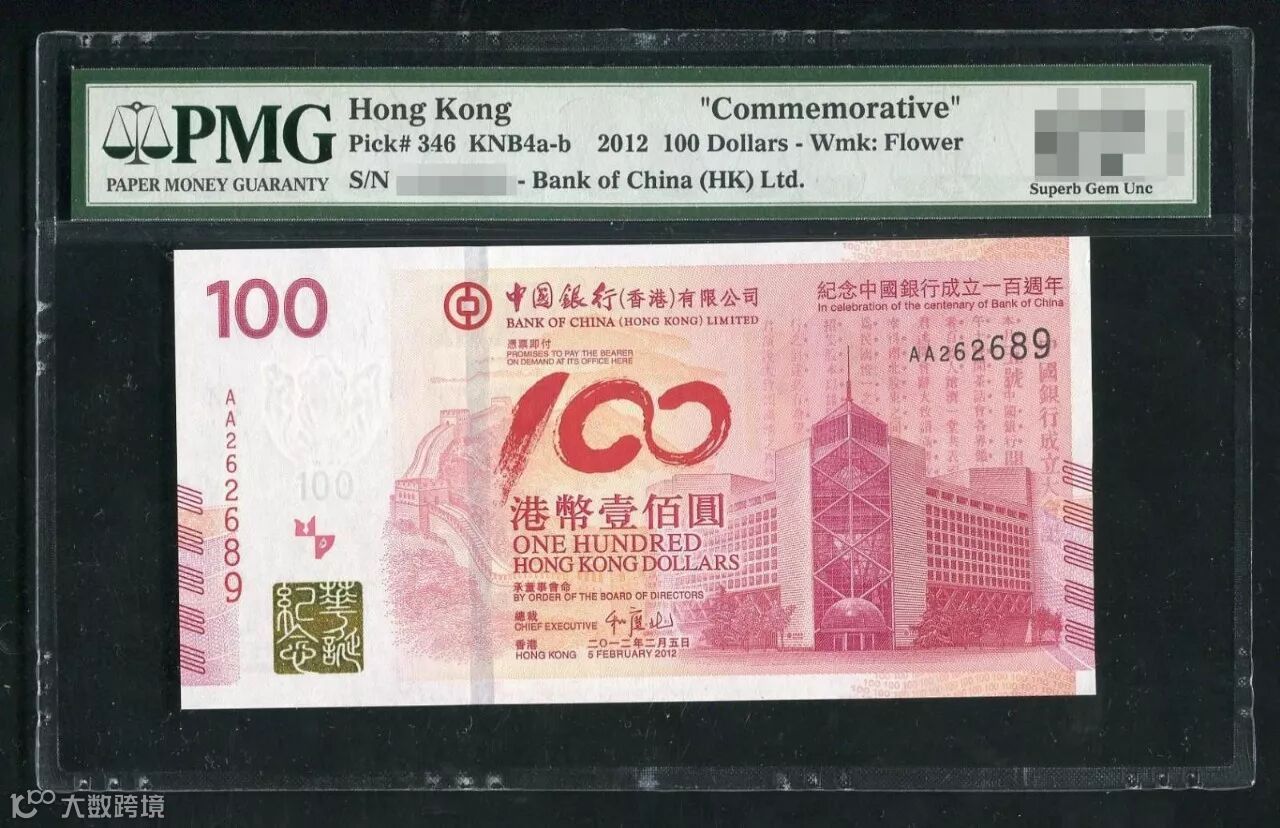 PMG
PAPER MONEY GUARANTY
Hong Kong "Commemorative"
Pick# 346 KNB4a-b 2012 100 Dollars - Wmk: Flower
S/N - Bank of China (HK) Ltd.
Superb Gem Unc
100
中國銀行(香港)有限公司
BANK OF CHINA (HONG KONG) LIMITED
紀念中國銀行成立一百週年
In celebration of the centenary of Bank of China
憑票即付
PROMISES TO PAY THE BEARER
ON DEMAND AT ITS OFFICE HERE
AA262689
AA262689
100
100
港幣壹佰圓
ONE HUNDRED
HONG KONG DOLLARS
承董事會命
BY ORDER OF THE BOARD OF DIRECTORS
總裁
CHIEF EXECUTIVE
香港 二〇一二年二月五日
HONG KONG 5 FEBRUARY 2012
華誕
紀念
大数跨境